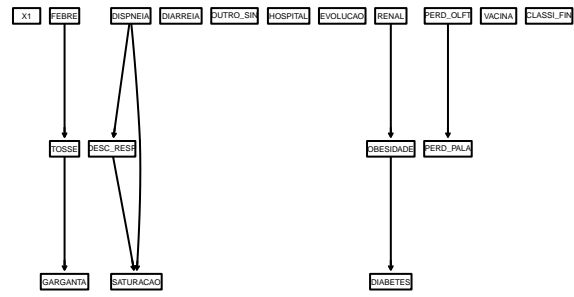 X1 FEBRE DISPNEIA DIARREIA OUTRO_SIN HOSPITAL EVOLUCAO RENAL PERD_OLFT VACINA CLASSI_FIN
TOSSE DESC_RESP OBESIDADE PERD_PALA
GARGANTA SATURACAO DIABETES